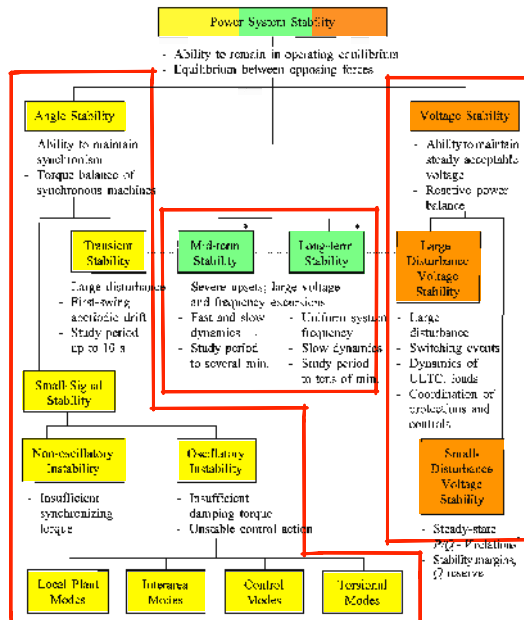 Power System Stability
- Ability to remain in operating equilibrium
- Equilibrium between opposing forces
Angle Stability
Voltage Stability
Ability to maintain
synchronism
- Torque balance of
synchronous machines
- Ability to maintain
steady acceptable
voltage
- Reactive power
balance
Transient
Stability
Mid-term
Stability
Long-term
Stability
Large
Disturbance
Voltage
Stability
Large disturbance
- First-swing
aperiodic drift
- Study period
up to 10 s
Severe upsets; large voltage
and frequency excursions
- Fast and slow
dynamics
- Study period
to several min.
- Uniform system
frequency
- Slow dynamics
- Study period
to tens of min.
- Large
disturbance
- Switching events
- Dynamics of
ULTC, loads
- Coordination of
protections and
controls
Small-Signal
Stability
Non-oscillatory
Instability
Oscillatory
Instability
Small-
Disturbance
Voltage
Stability
- Insufficient
synchronizing
torque
- Insufficient
damping torque
- Unstable control action
- Steady-state
P/Q - V relations
- Stability margins,
Q reserve
Local Plant
Modes
Interarea
Modes
Control
Modes
Torsional
Modes